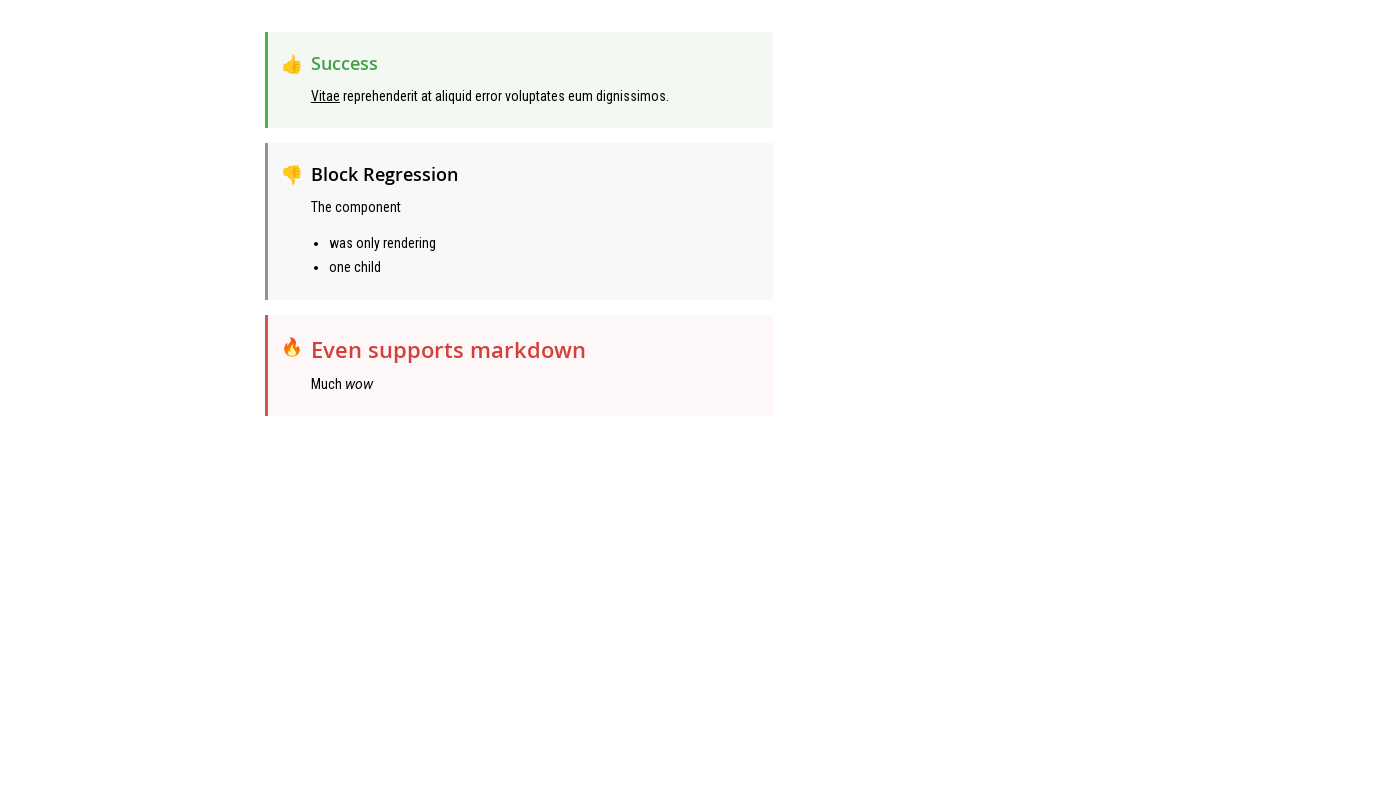 👍 Success
Vitae reprehenderit at aliquid error voluptates eum dignissimos.
👎 Block Regression
The component
• was only rendering
• one child
🔥 Even supports markdown
Much wow